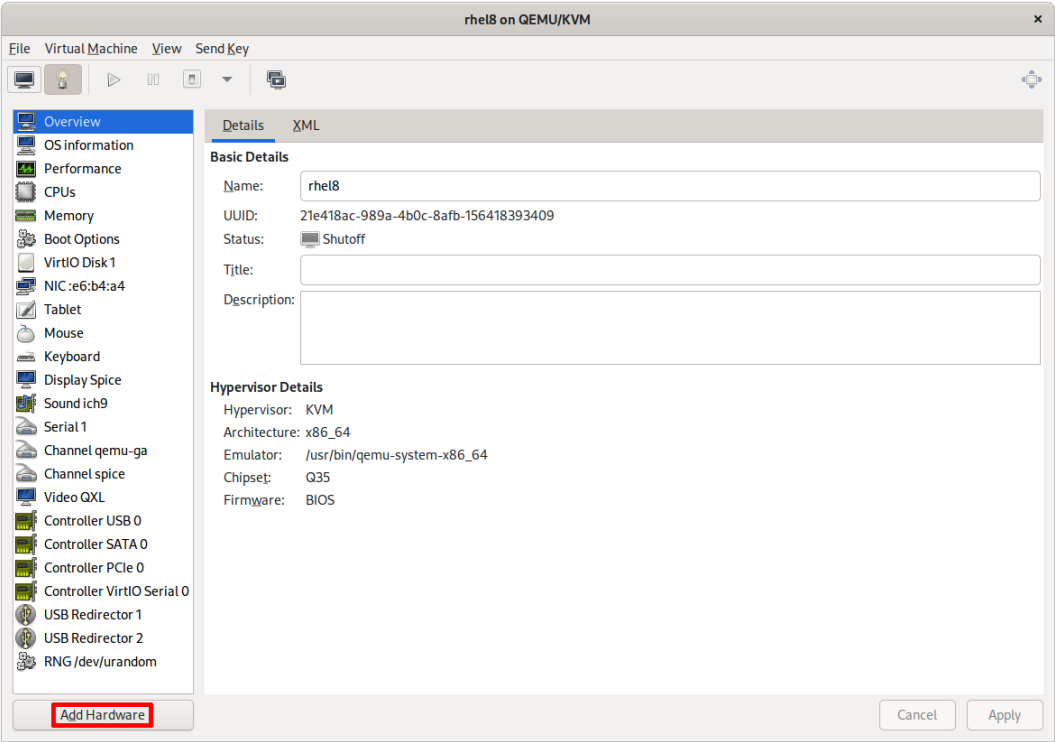 rhel8 on QEMU/KVM ×
File Virtual Machine View Send Key
Overview
OS information
Performance
CPUs
Memory
Boot Options
VirtIO Disk 1
NIC :e6:b4:a4
Tablet
Mouse
Keyboard
Display Spice
Sound ich9
Serial 1
Channel qemu-ga
Channel spice
Video QXL
Controller USB 0
Controller SATA 0
Controller PCIe 0
Controller VirtIO Serial 0
USB Redirector 1
USB Redirector 2
RNG /dev/urandom
Add Hardware
Details XML
Basic Details
Name: rhel8
UUID: 21e418ac-989a-4b0c-8afb-156418393409
Status: Shutoff
Title:
Description:
Hypervisor Details
Hypervisor: KVM
Architecture: x86_64
Emulator: /usr/bin/qemu-system-x86_64
Chipset: Q35
Firmware: BIOS
Cancel Apply